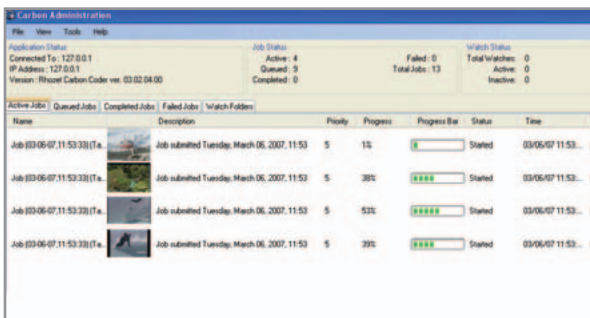 Carbon Administration
File View Tools Help
Application Status Job Status Watch Status
Connected To : 127.0.0.1 Active : 4 Failed : 0 Total Watches: 0
IP Address : 127.0.0.1 Queued : 9 Total Jobs : 13 Active: 0
Version : Rhozet Carbon Coder ver. 03.02.04.00 Completed : 0 Inactive: 0
Active Jobs Queued Jobs Completed Jobs Failed Jobs Watch Folders
Name Description Priority Progress Progress Bar Status Time
Job (03-06-07,11:53:33) (Ta... Job submitted Tuesday, March 06, 2007, 11:53 5 1% Started 03/06/07 11:53:...
Job (03-06-07,11:53:33) (Ta... Job submitted Tuesday, March 06, 2007, 11:53 5 38% Started 03/06/07 11:53:...
Job (03-06-07,11:53:33) (Ta... Job submitted Tuesday, March 06, 2007, 11:53 5 53% Started 03/06/07 11:53:...
Job (03-06-07,11:53:33) (Ta... Job submitted Tuesday, March 06, 2007, 11:53 5 39% Started 03/06/07 11:53:...